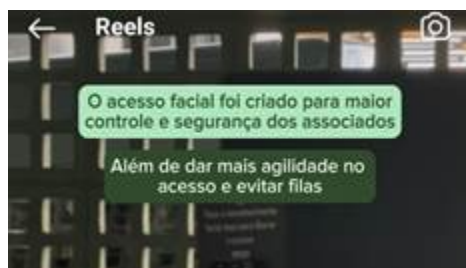 Reels
O acesso facial foi criado para maior
controle e segurança dos associados
Além de dar mais agilidade no
acesso e evitar filas